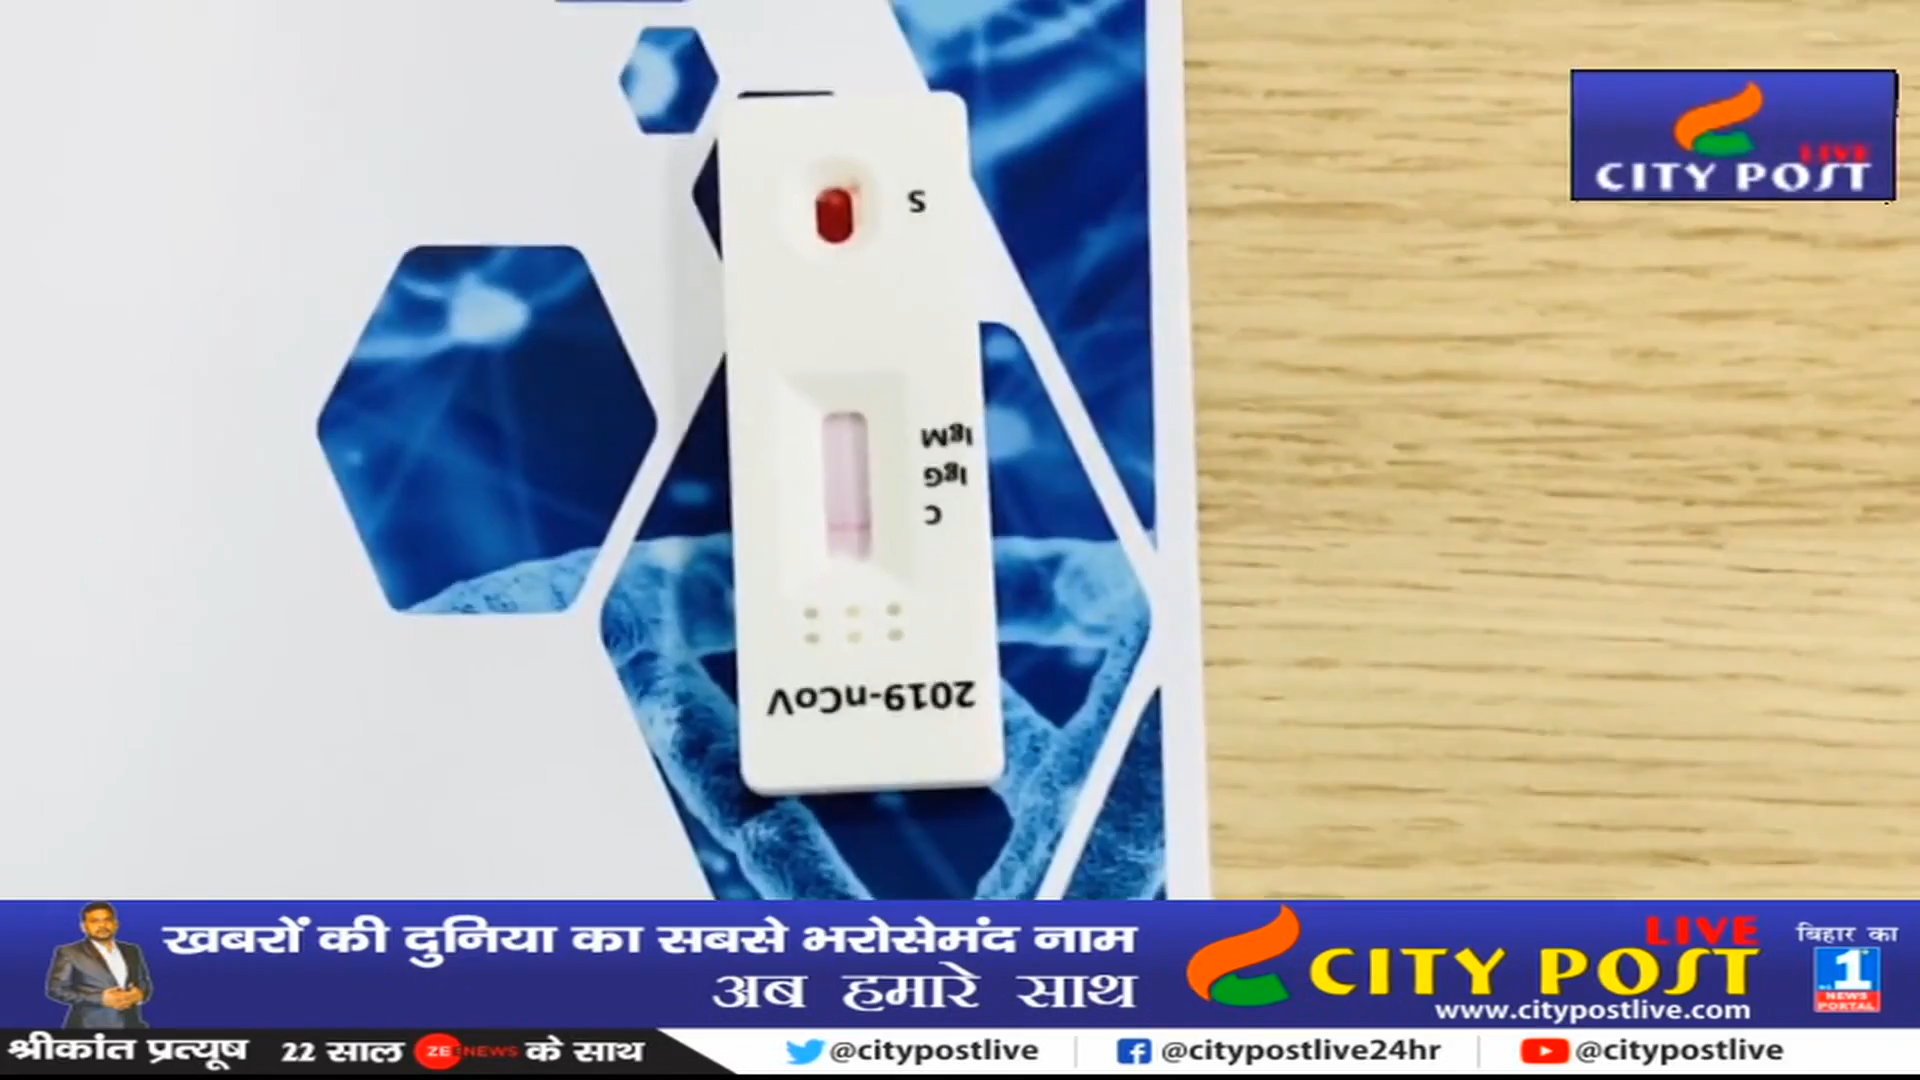 LIVE
CITY POST
S
IgM
IgG
C
2019-nCoV
खबरों की दुनिया का सबसे भरोसेमंद नाम
अब हमारे साथ
LIVE
CITY POST
www.citypostlive.com
बिहार का
NO. 1
NEWS
PORTAL
श्रीकांत प्रत्यूष 22 साल ZEE NEWS के साथ
@citypostlive
@citypostlive24hr
@citypostlive